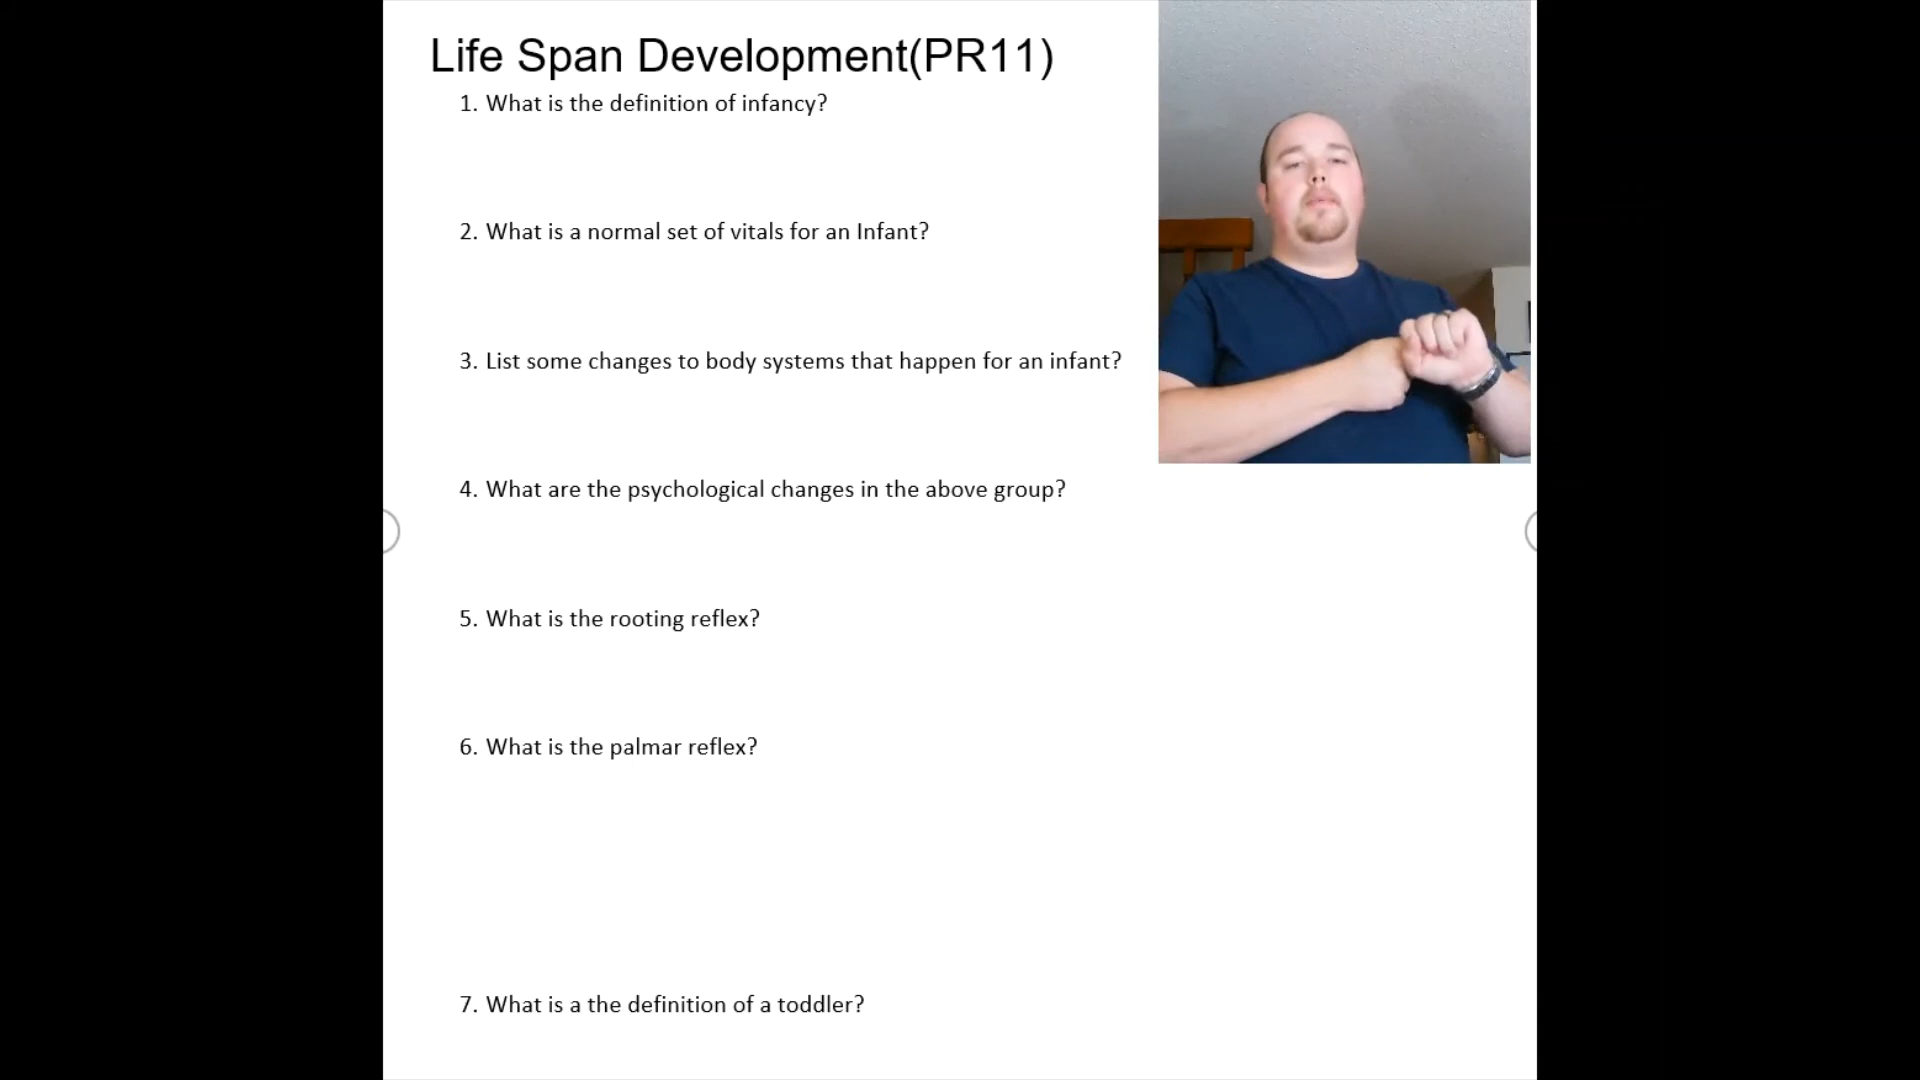 Life Span Development(PR11)
1. What is the definition of infancy?
2. What is a normal set of vitals for an Infant?
3. List some changes to body systems that happen for an infant?
4. What are the psychological changes in the above group?
5. What is the rooting reflex?
6. What is the palmar reflex?
7. What is a the definition of a toddler?